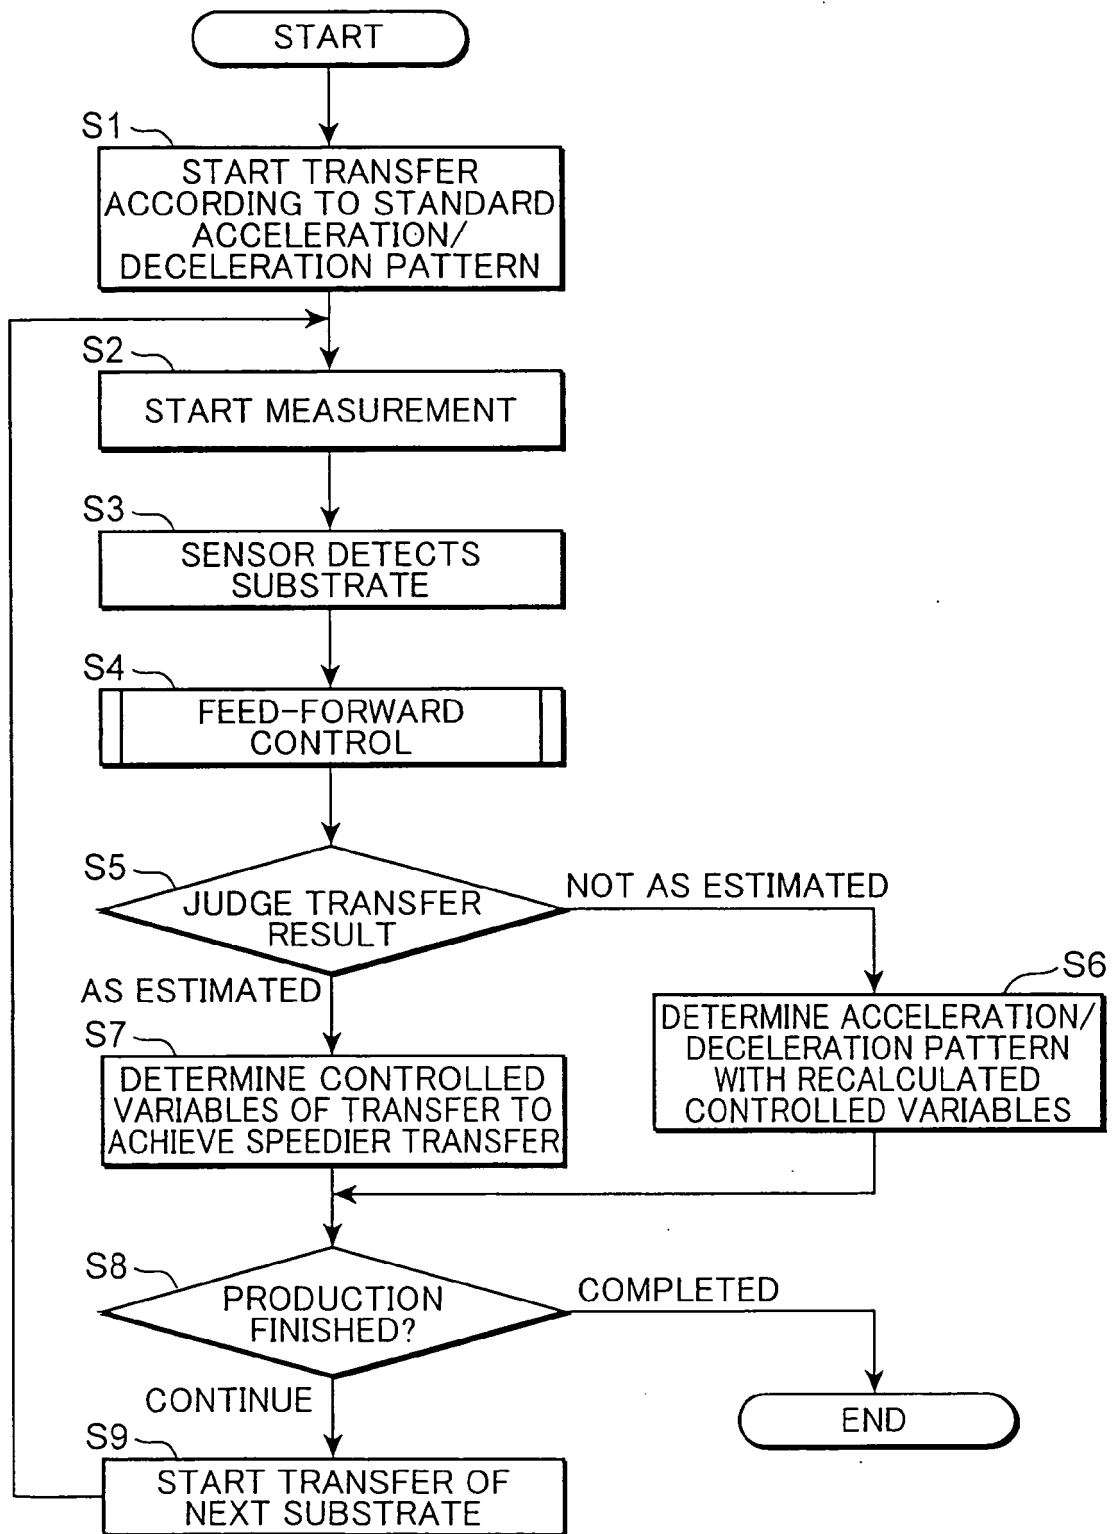 START
S1
START TRANSFER
ACCORDING TO STANDARD
ACCELERATION/
DECELERATION PATTERN
S2
START MEASUREMENT
S3
SENSOR DETECTS
SUBSTRATE
S4
FEED-FORWARD
CONTROL
S5
JUDGE TRANSFER
RESULT
NOT AS ESTIMATED
AS ESTIMATED
S6
DETERMINE ACCELERATION/
DECELERATION PATTERN
WITH RECALCULATED
CONTROLLED VARIABLES
S7
DETERMINE CONTROLLED
VARIABLES OF TRANSFER TO
ACHIEVE SPEEDIER TRANSFER
S8
PRODUCTION
FINISHED?
COMPLETED
CONTINUE
END
S9
START TRANSFER OF
NEXT SUBSTRATE